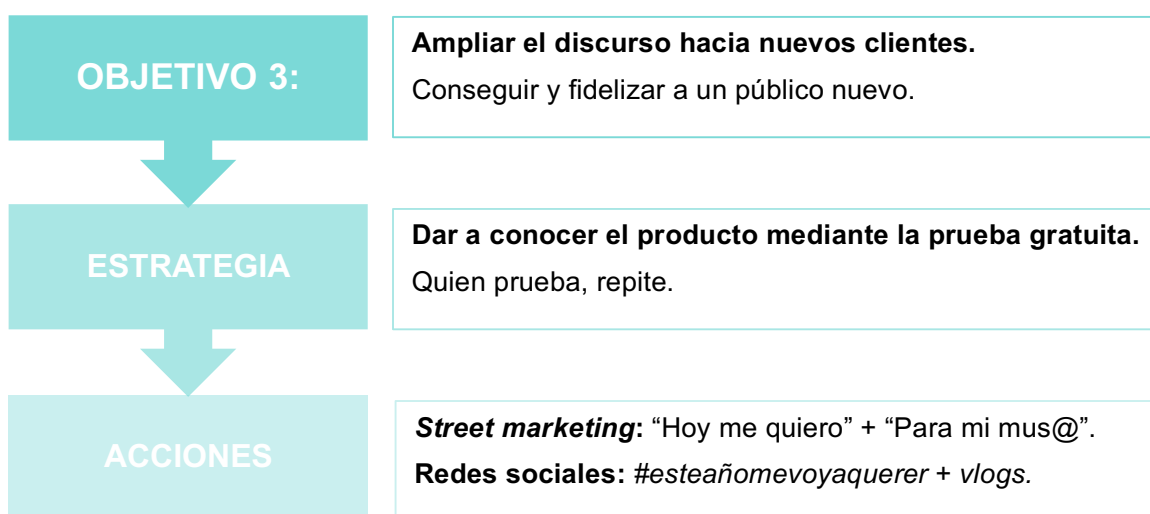 OBJETIVO 3:
Ampliar el discurso hacia nuevos clientes.
Conseguir y fidelizar a un público nuevo.
ESTRATEGIA
Dar a conocer el producto mediante la prueba gratuita.
Quien prueba, repite.
ACCIONES
Street marketing: “Hoy me quiero” + “Para mi mus@”.
Redes sociales: #esteañomevoyaquerer + vlogs.